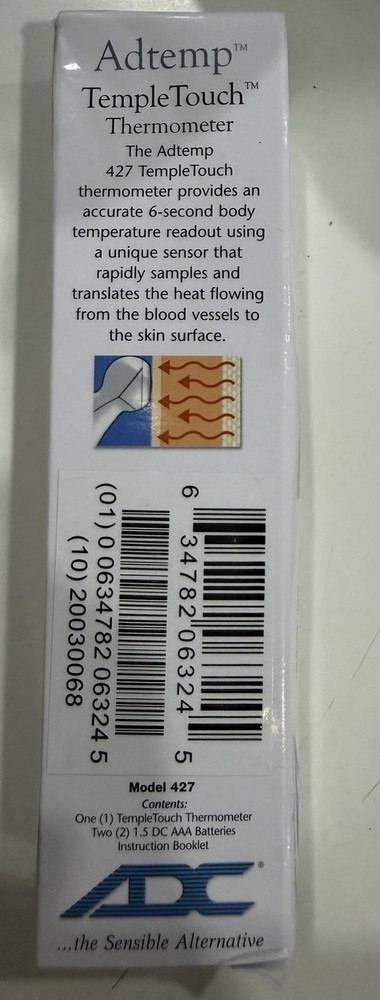 Adtemp™
TempleTouch™
Thermometer
The Adtemp
427 TempleTouch
thermometer provides an
accurate 6-second body
temperature readout using
a unique sensor that
rapidly samples and
translates the heat flowing
from the blood vessels to
the skin surface.
6 34782 06324 5
(01) 0 0634782 06324 5
(10) 20030068
Model 427
Contents:
One (1) TempleTouch Thermometer
Two (2) 1.5 DC AAA Batteries
Instruction Booklet
ADC®
...the Sensible Alternative